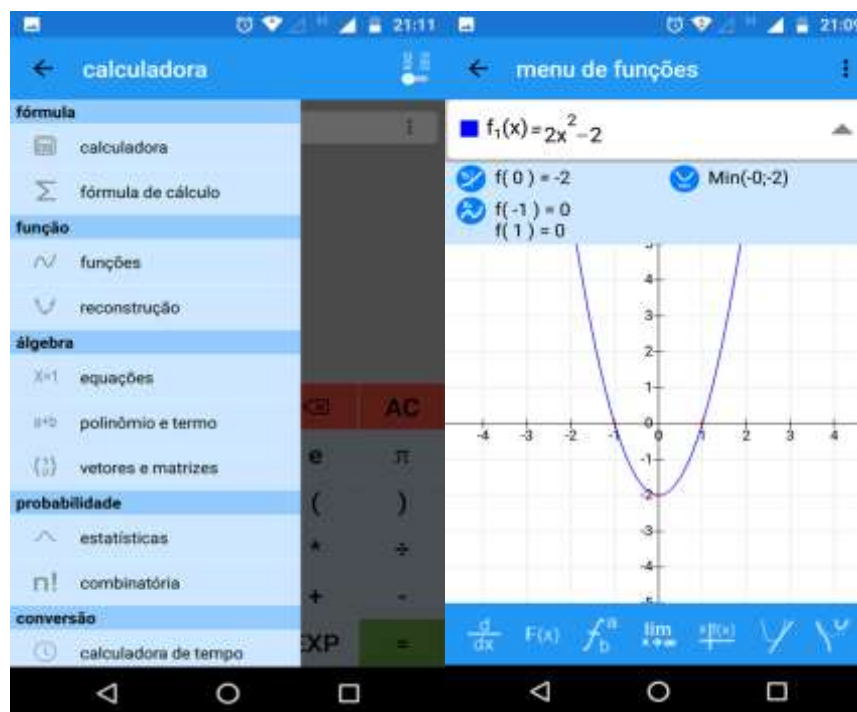 21:11
calculadora
fórmula
calculadora
fórmula de cálculo
função
funções
reconstrução
álgebra
X=1 equações
a+b polinômio e termo
vetores e matrizes
probabilidade
estatísticas
n! combinatória
conversão
calculadora de tempo
AC
e π
( )
* ÷
+ -
EXP =
21:09
menu de funções
f₁(x)=2x²-2
f( 0 ) = -2 Min(-0;-2)
f( -1 ) = 0
f( 1 ) = 0
4
3
2
1
-4 -3 -2 -1 0 1 2 3 4
-1
-2
-3
-4
d/dx F(x) ∫ᵃb lim